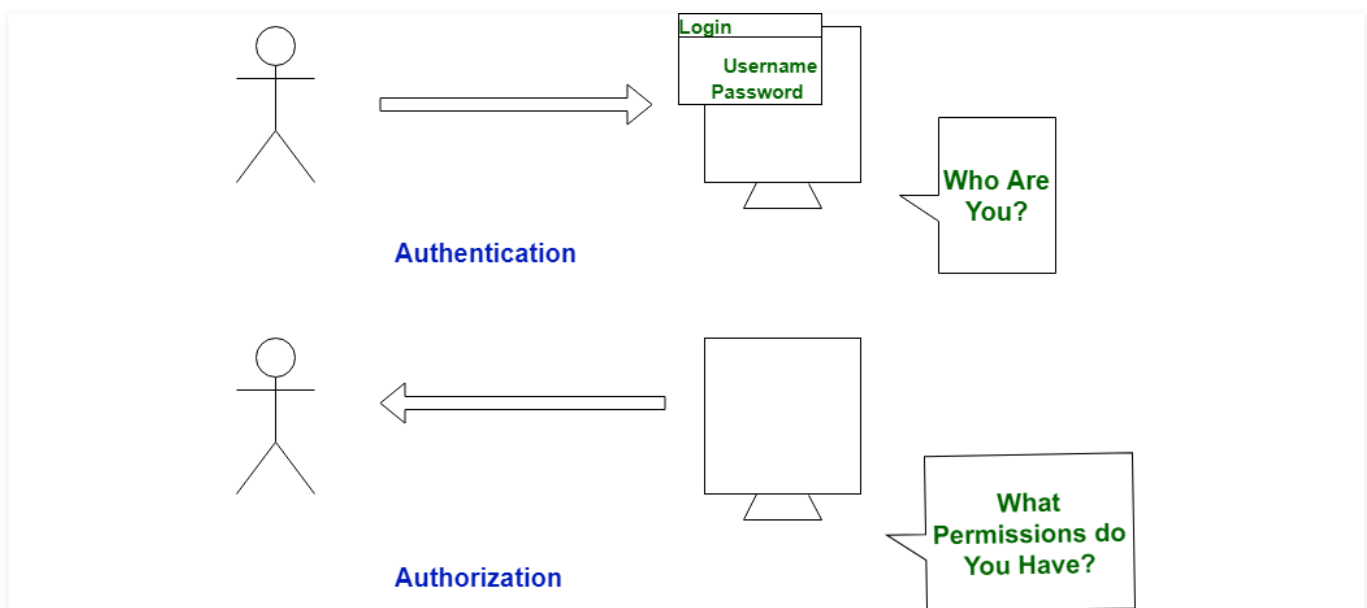 Login
Username
Password
Who Are
You?
Authentication
What
Permissions do
You Have?
Authorization